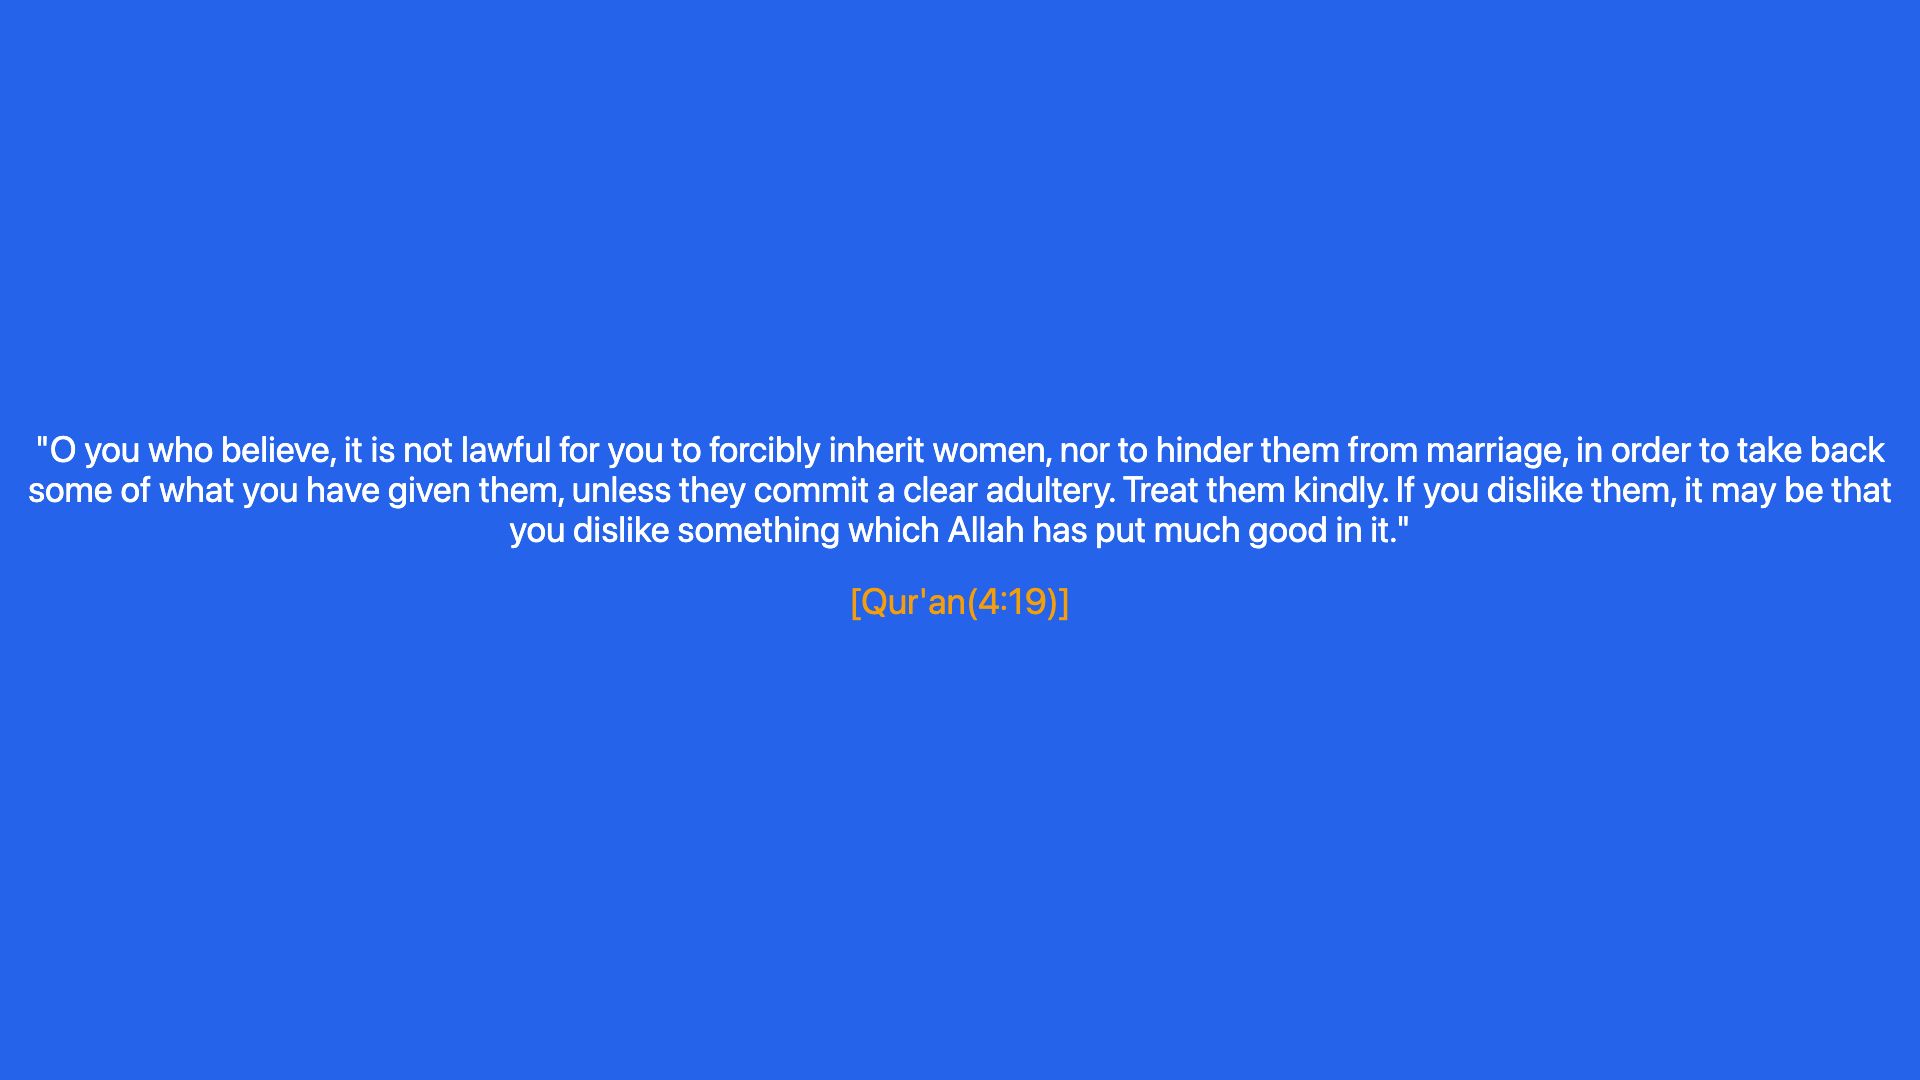 "O you who believe, it is not lawful for you to forcibly inherit women, nor to hinder them from marriage, in order to take back
some of what you have given them, unless they commit a clear adultery. Treat them kindly. If you dislike them, it may be that
you dislike something which Allah has put much good in it."
[Qur'an(4:19)]